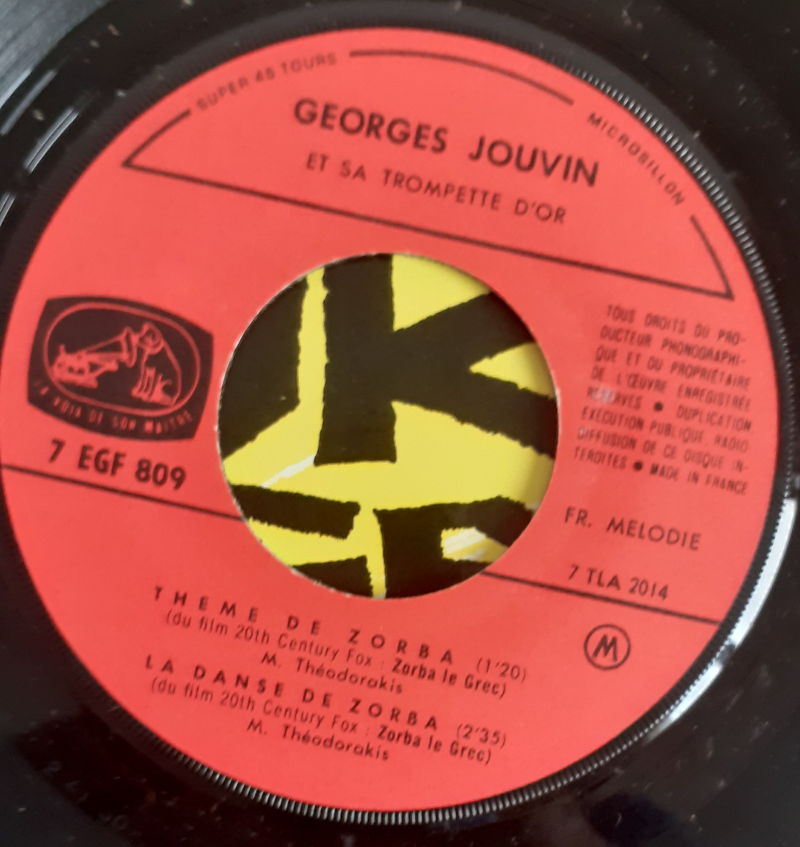 SUPER 45 TOURS
MICROSILLON
GEORGES JOUVIN
ET SA TROMPETTE D'OR
LA VOIX DE SON MAITRE
7 EGF 809
TOUS DROITS DU PRO-
DUCTEUR PHONOGRAPHI-
QUE ET DU PROPRIÉTAIRE
DE L'ŒUVRE ENREGISTRÉE
RÉSERVÉS ● DUPLICATION
EXÉCUTION PUBLIQUE, RADIO
DIFFUSION DE CE DISQUE IN-
TERDITES ● MADE IN FRANCE
FR. MELODIE
7 TLA 2014
M
THEME DE ZORBA (1'20)
(du film 20th Century Fox : Zorba le Grec)
M. Théodorakis
LA DANSE DE ZORBA (2'35)
(du film 20th Century Fox : Zorba le Grec)
M. Théodorakis